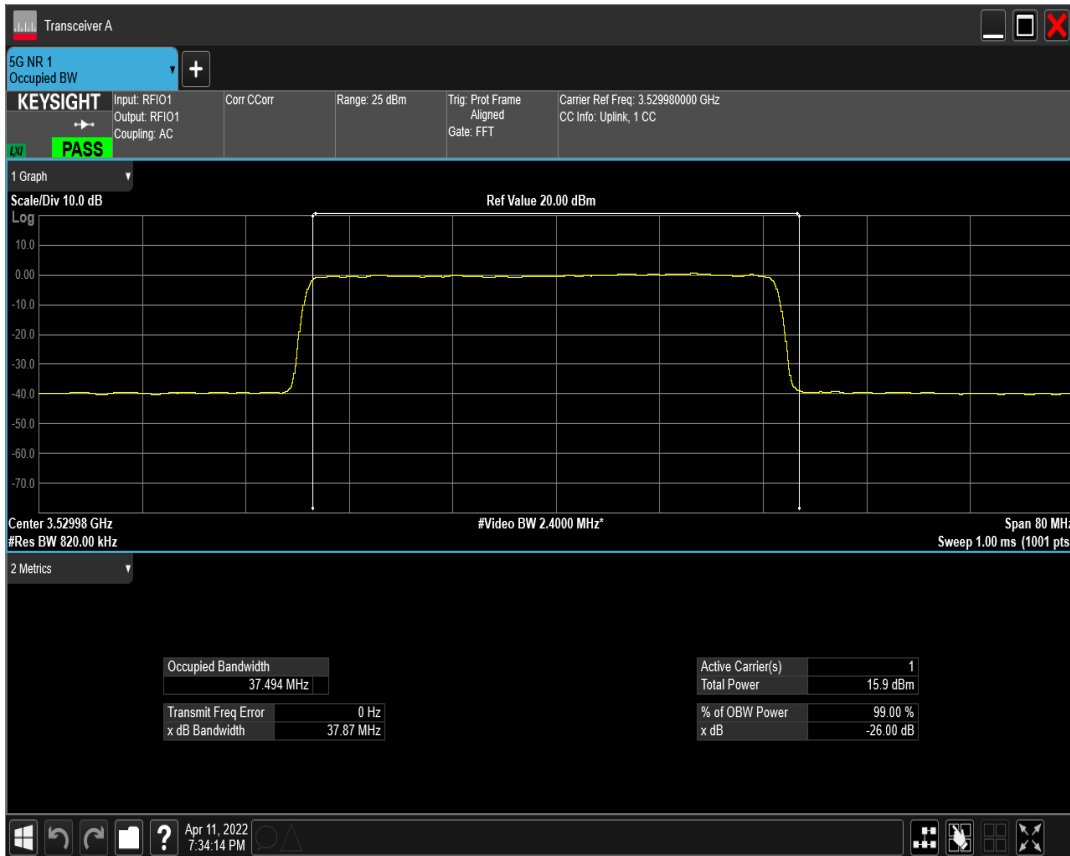 Transceiver A
5G NR 1
Occupied BW
KEYSIGHT
LXI
PASS
Input: RFIO1
Output: RFIO1
Coupling: AC
Corr CCorr
Range: 25 dBm
Trig: Prot Frame
Aligned
Gate: FFT
Carrier Ref Freq: 3.529980000 GHz
CC Info: Uplink, 1 CC
1 Graph
Scale/Div 10.0 dB
Ref Value 20.00 dBm
Log
10.0
0.00
-10.0
-20.0
-30.0
-40.0
-50.0
-60.0
-70.0
Center 3.52998 GHz
#Video BW 2.4000 MHz*
Span 80 MHz
#Res BW 820.00 kHz
Sweep 1.00 ms (1001 pts
2 Metrics
Occupied Bandwidth
37.494 MHz
Transmit Freq Error 0 Hz
x dB Bandwidth 37.87 MHz
Active Carrier(s) 1
Total Power 15.9 dBm
% of OBW Power 99.00 %
x dB -26.00 dB
Apr 11, 2022
7:34:14 PM